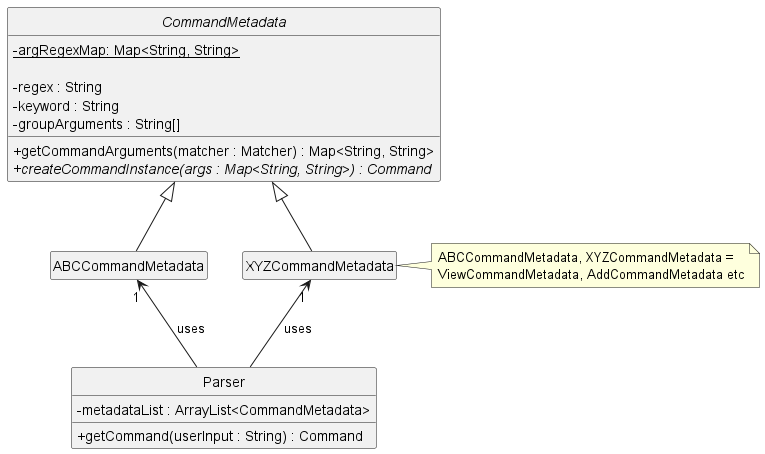 CommandMetadata
-argRegexMap: Map<String, String>
-regex : String
-keyword : String
-groupArguments : String[]
+getCommandArguments(matcher : Matcher) : Map<String, String>
+createCommandInstance(args : Map<String, String>) : Command
ABCCommandMetadata
XYZCommandMetadata
ABCCommandMetadata, XYZCommandMetadata =
ViewCommandMetadata, AddCommandMetadata etc
1
1
uses
uses
Parser
-metadataList : ArrayList<CommandMetadata>
+getCommand(userInput : String) : Command